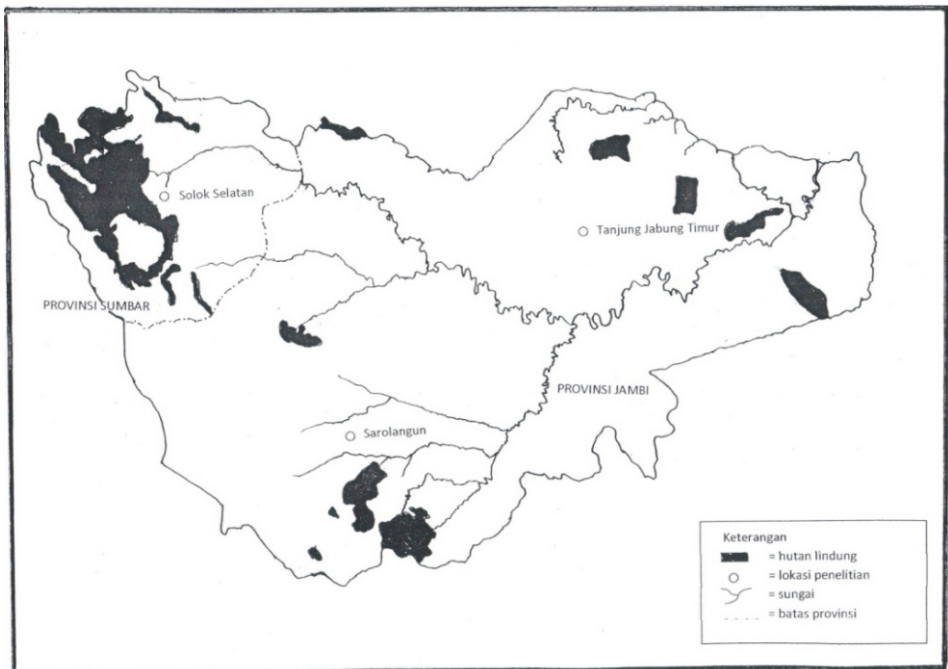 Solok Selatan
Tanjung Jabung Timur
PROVINSI SUMBAR
PROVINSI JAMBI
Sarolangun
Keterangan
= hutan lindung
= lokasi penelitian
= sungai
= batas provinsi